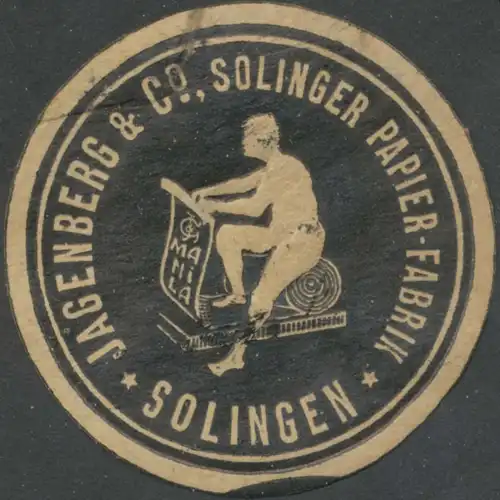 JAGENBERG & Co., SOLINGER PAPIER-FABRIK
MANILA
★ SOLINGEN ★